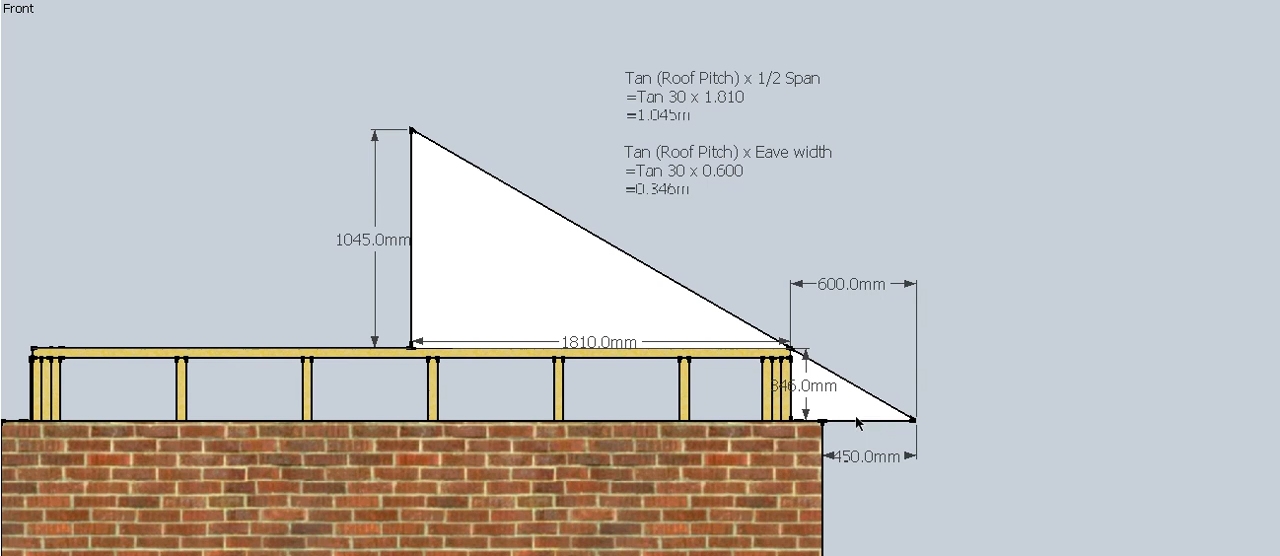 Front
Tan (Roof Pitch) x 1/2 Span
=Tan 30 x 1.810
=1.045m
Tan (Roof Pitch) x Eave width
=Tan 30 x 0.600
=0.346m
1045.0mm
600.0mm
1810.0mm
346.0mm
450.0mm